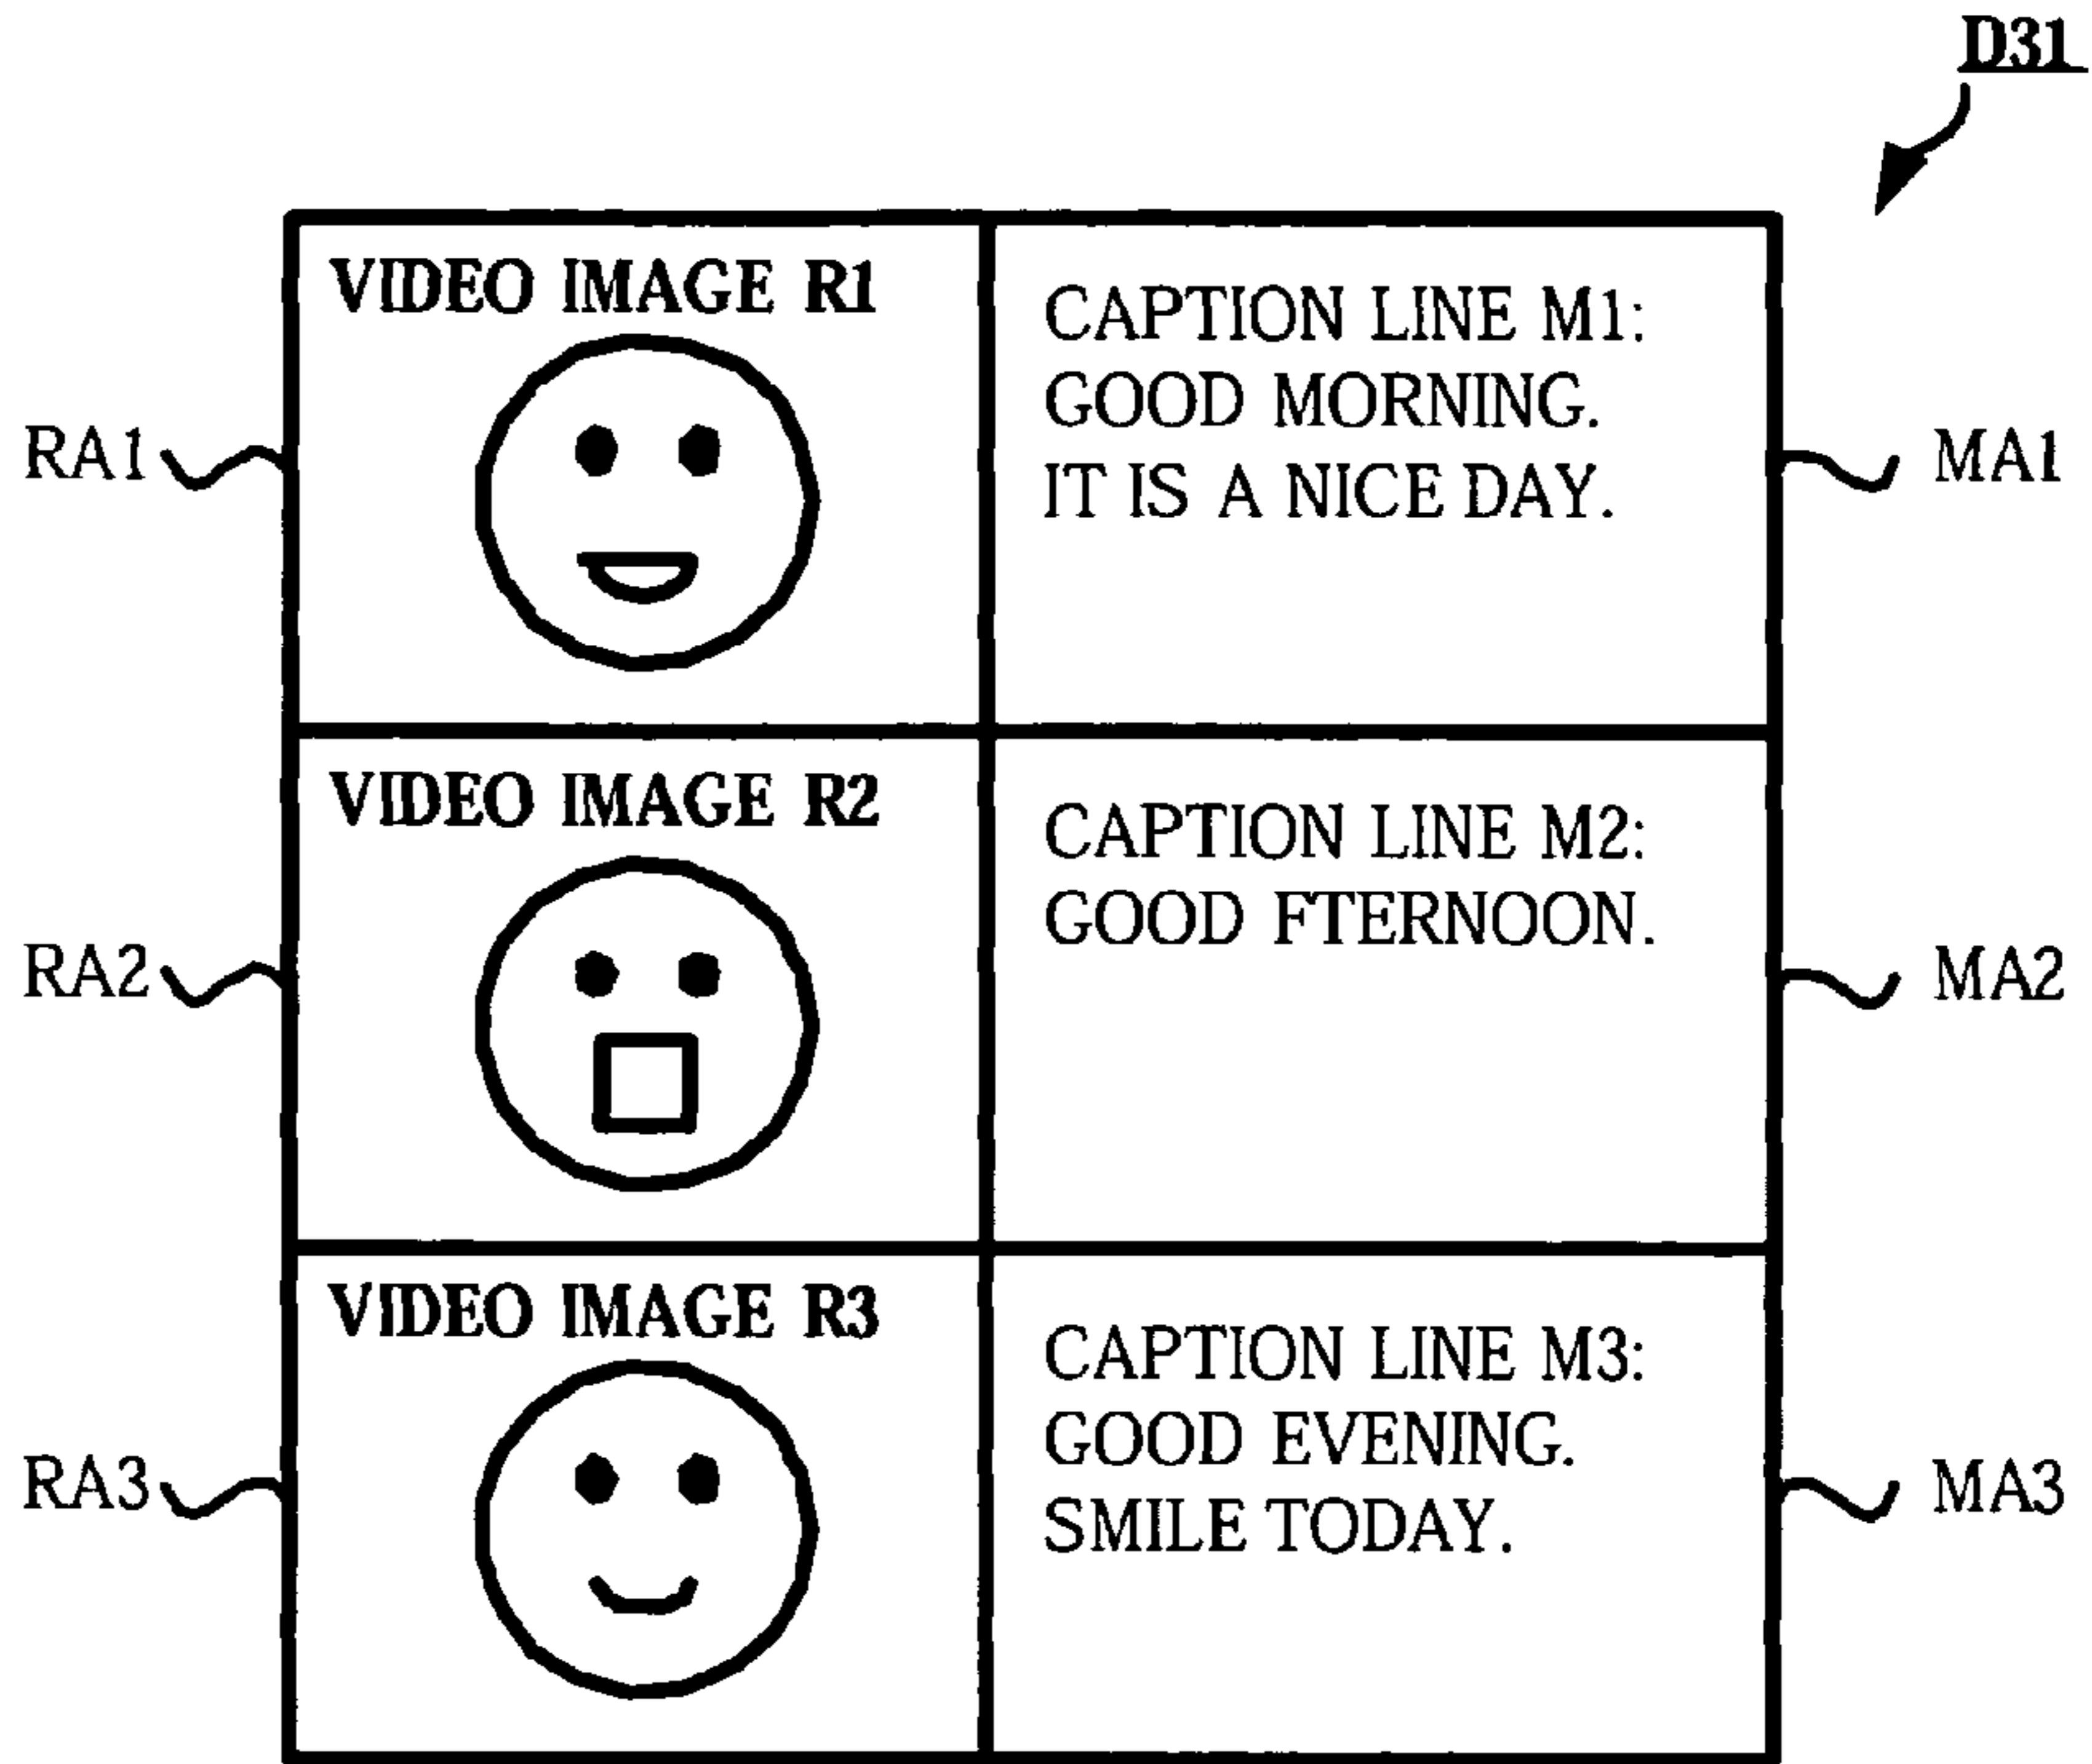 D31
VIDEO IMAGE R1
CAPTION LINE M1:
GOOD MORNING.
IT IS A NICE DAY.
RA1
MA1
VIDEO IMAGE R2
CAPTION LINE M2:
GOOD FTERNOON.
RA2
MA2
VIDEO IMAGE R3
CAPTION LINE M3:
GOOD EVENING.
SMILE TODAY.
RA3
MA3